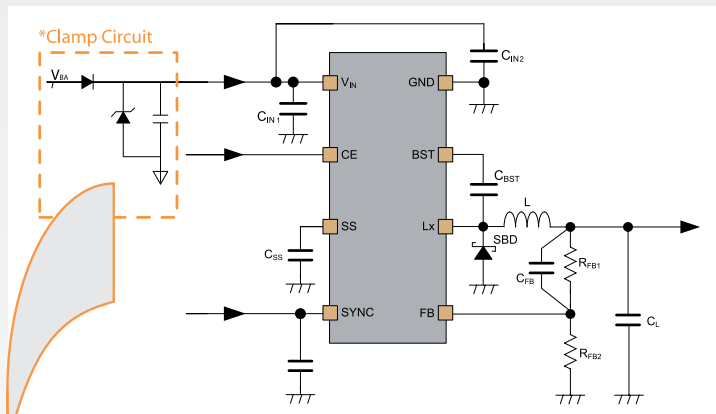 *Clamp Circuit
VBA
CIN1
CIN2
VIN
GND
CE
BST
CBST
L
SS
Lx
SBD
CSS
CFB
RFB1
SYNC
FB
CL
RFB2